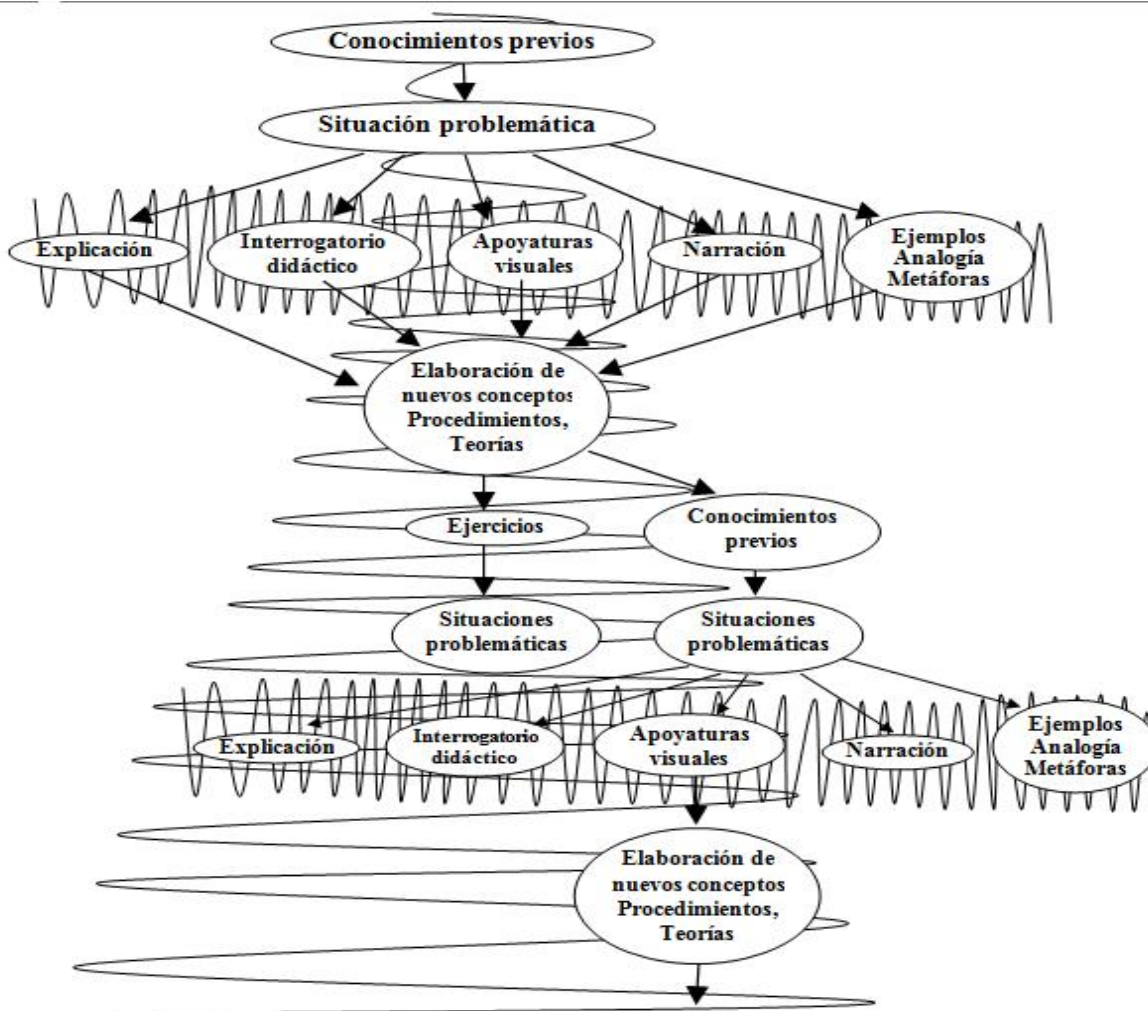 Conocimientos previos
Situación problemática
Explicación
Interrogatorio
didáctico
Apoyaturas
visuales
Narración
Ejemplos
Analogía
Metáforas
Elaboración de
nuevos conceptos
Procedimientos,
Teorías
Ejercicios
Conocimientos
previos
Situaciones
problemáticas
Situaciones
problemáticas
Explicación
Interrogatorio
didáctico
Apoyaturas
visuales
Narración
Ejemplos
Analogía
Metáforas
Elaboración de
nuevos conceptos
Procedimientos,
Teorías